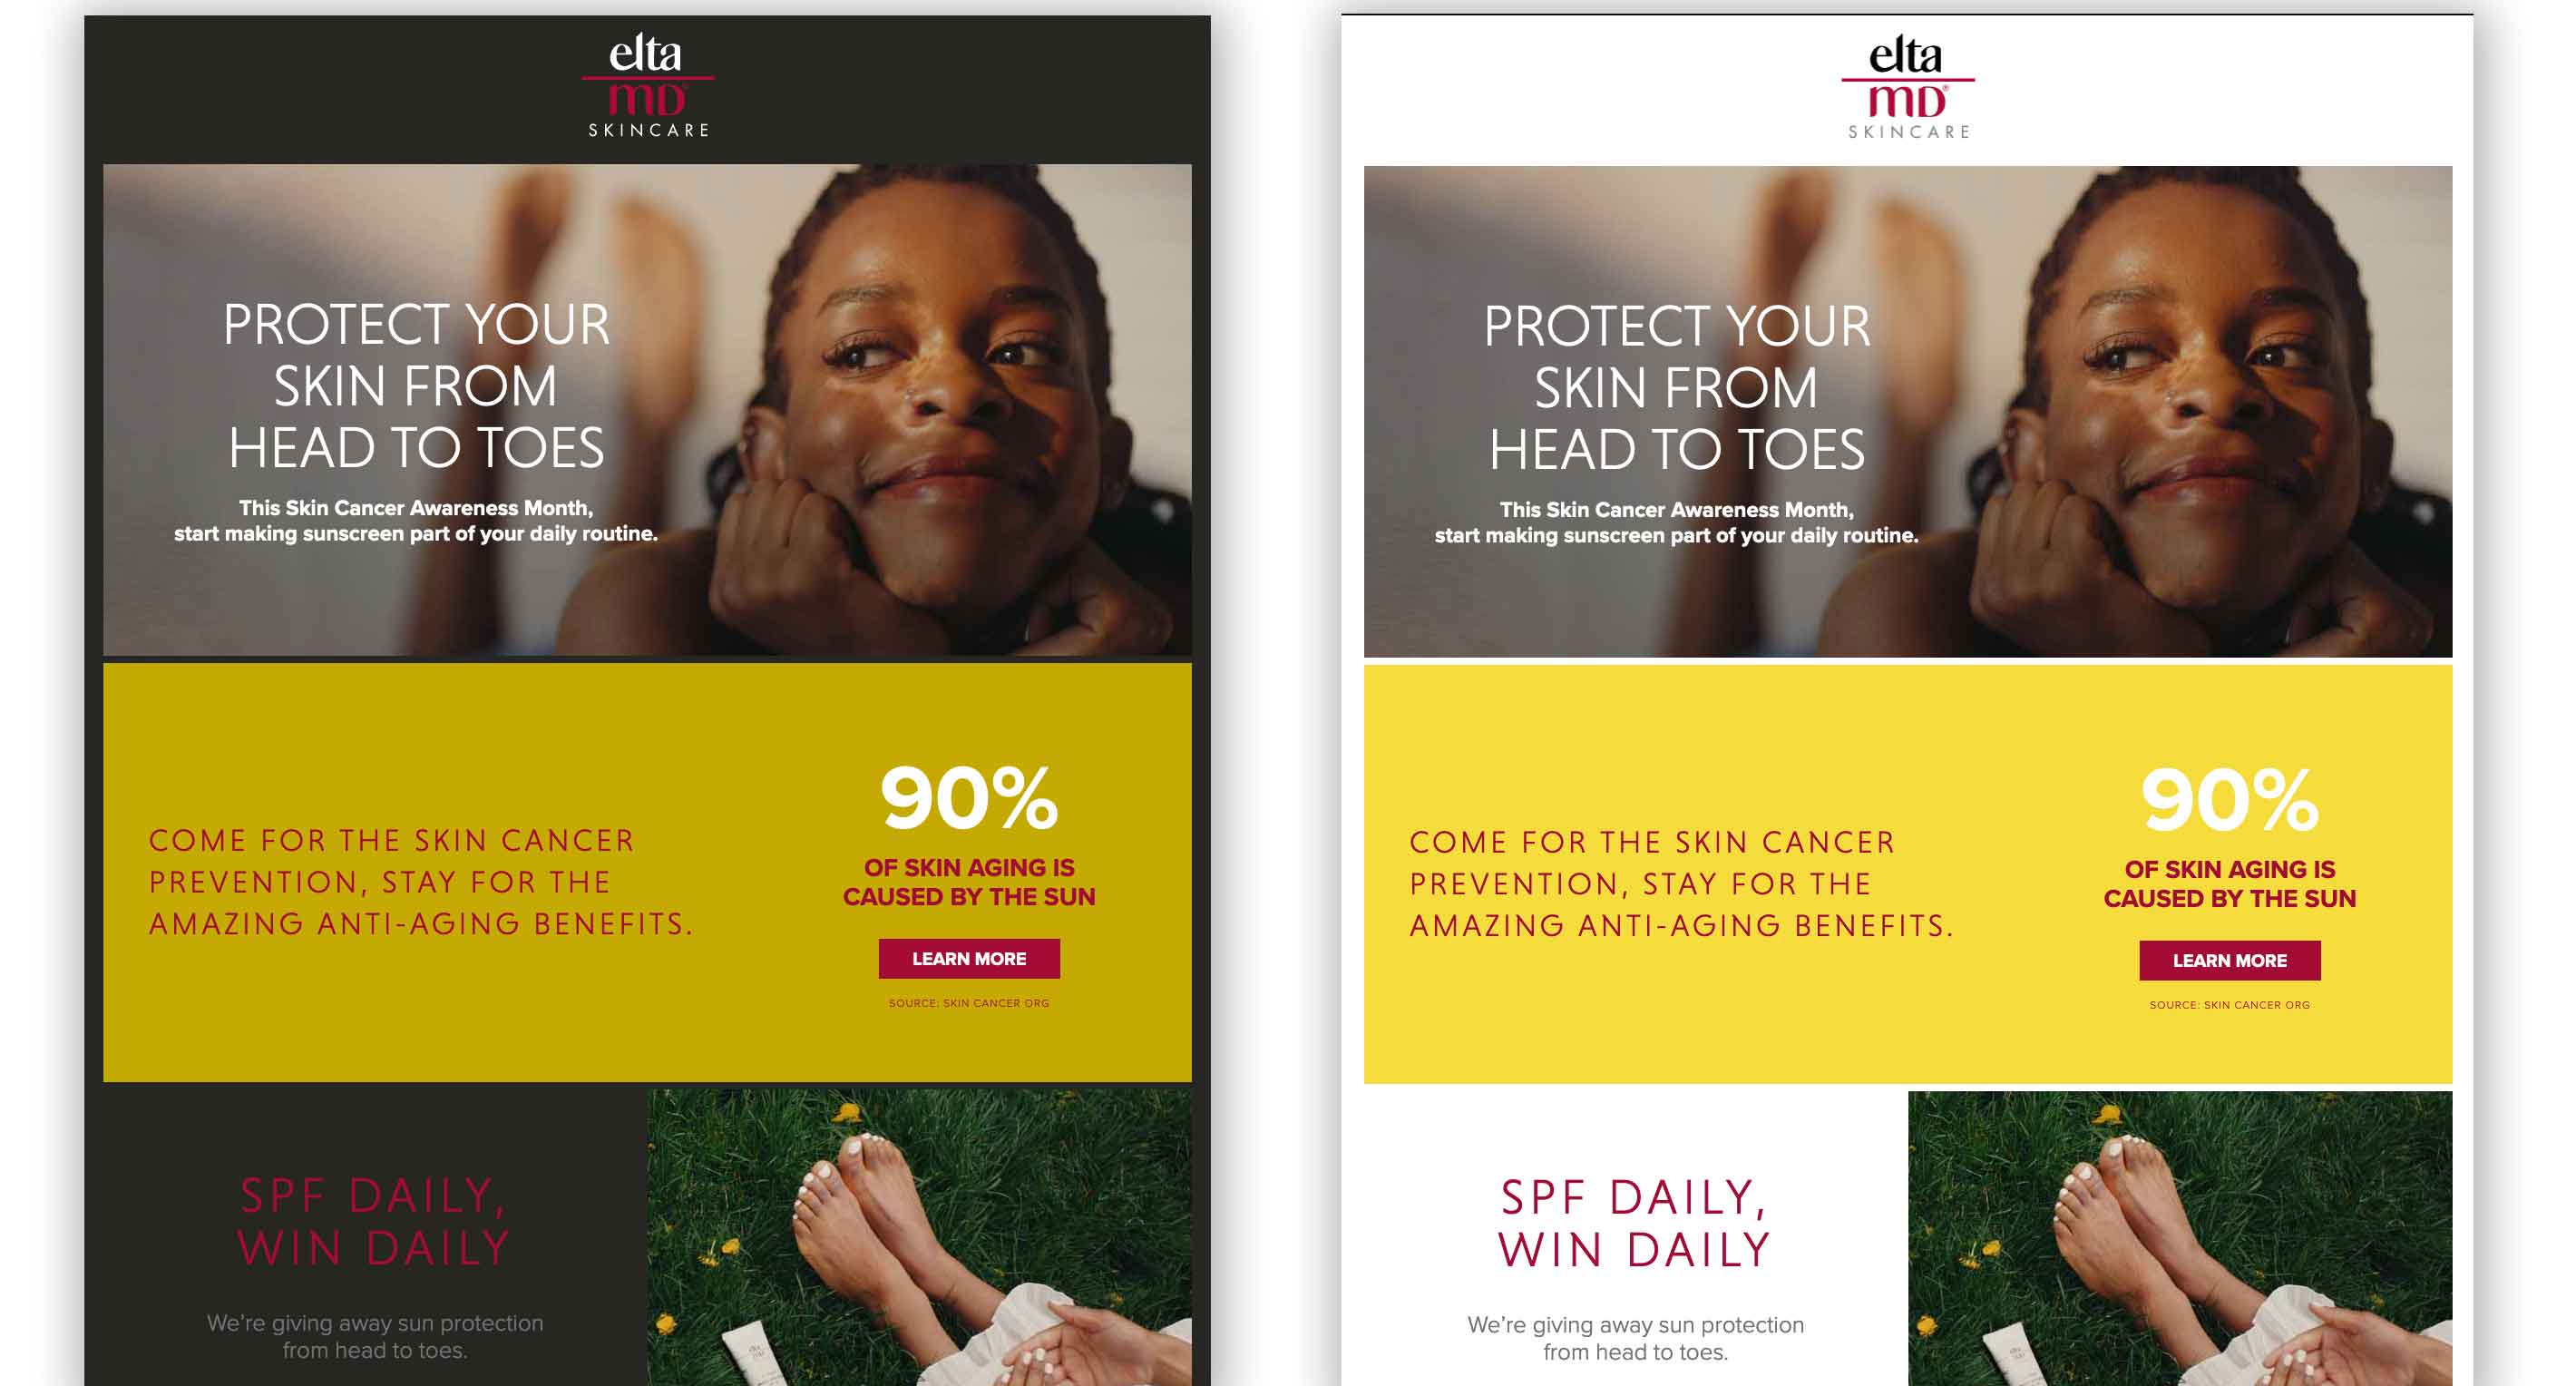 elta
MD®
SKINCARE
PROTECT YOUR
SKIN FROM
HEAD TO TOES
This Skin Cancer Awareness Month,
start making sunscreen part of your daily routine.
COME FOR THE SKIN CANCER
PREVENTION, STAY FOR THE
AMAZING ANTI-AGING BENEFITS.
90%
OF SKIN AGING IS
CAUSED BY THE SUN
LEARN MORE
SOURCE: SKIN CANCER ORG
SPF DAILY,
WIN DAILY
We're giving away sun protection
from head to toes.
elta
MD®
SKINCARE
PROTECT YOUR
SKIN FROM
HEAD TO TOES
This Skin Cancer Awareness Month,
start making sunscreen part of your daily routine.
COME FOR THE SKIN CANCER
PREVENTION, STAY FOR THE
AMAZING ANTI-AGING BENEFITS.
90%
OF SKIN AGING IS
CAUSED BY THE SUN
LEARN MORE
SOURCE: SKIN CANCER ORG
SPF DAILY,
WIN DAILY
We're giving away sun protection
from head to toes.